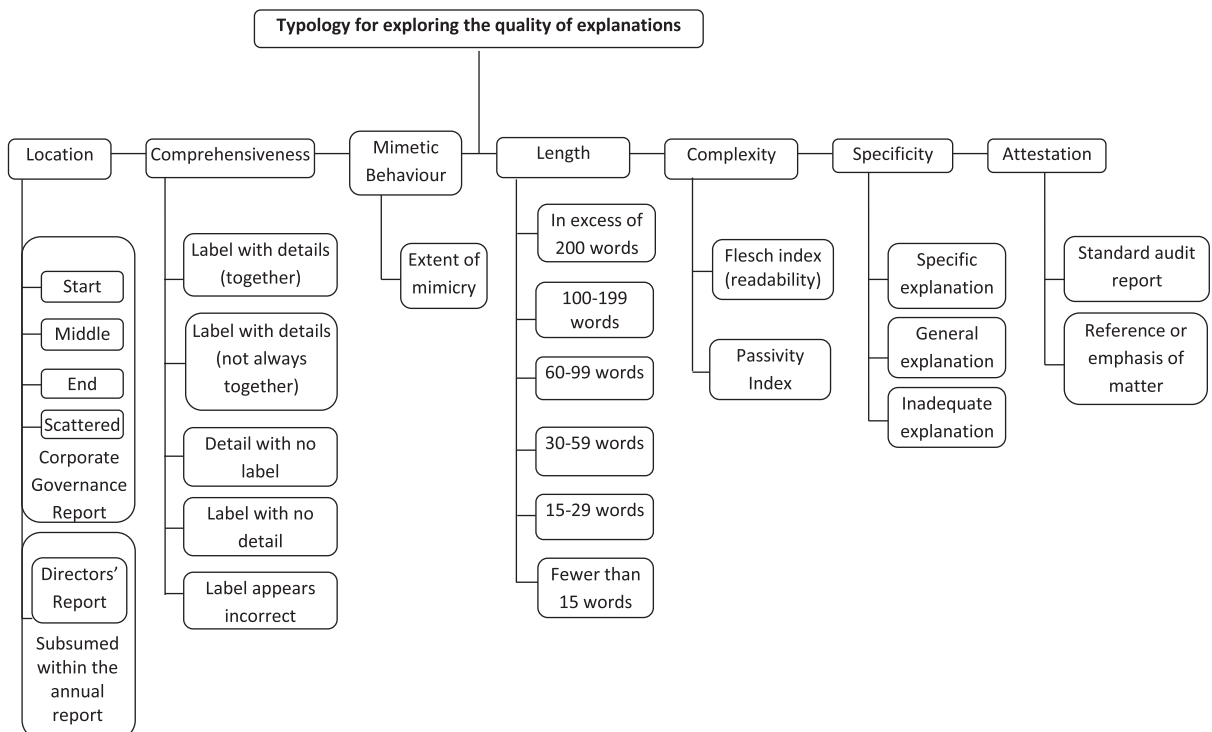 Typology for exploring the quality of explanations
Location
Comprehensiveness
Mimetic
Behaviour
Length
Complexity
Specificity
Attestation
Start
Middle
End
Scattered
Corporate
Governance
Report
Directors’
Report
Subsumed
within the
annual
report
Label with details
(together)
Label with details
(not always
together)
Detail with no
label
Label with no
detail
Label appears
incorrect
Extent of
mimicry
In excess of
200 words
100-199
words
60-99 words
30-59 words
15-29 words
Fewer than
15 words
Flesch index
(readability)
Passivity
Index
Specific
explanation
General
explanation
Inadequate
explanation
Standard audit
report
Reference or
emphasis of
matter